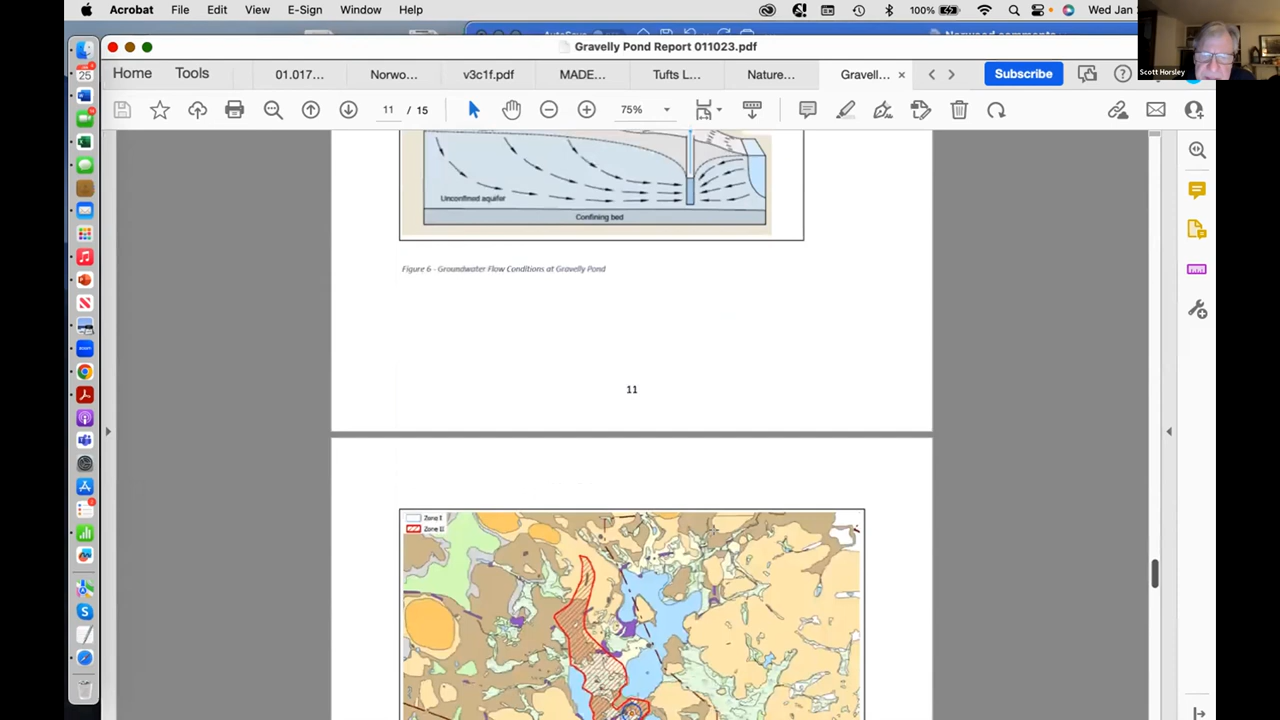 Acrobat File Edit View E-Sign Window Help 100% Wed Jan
Gravelly Pond Report 011023.pdf
Scott Horsley
Home Tools 01.017... Norwo... v3c1f.pdf MADE... Tufts L... Nature... Gravell... × Subscribe
11 / 15 75%
25
Unconfined aquifer
Confining bed
Figure 6 - Groundwater Flow Conditions at Gravelly Pond
11
Zone I
Zone II